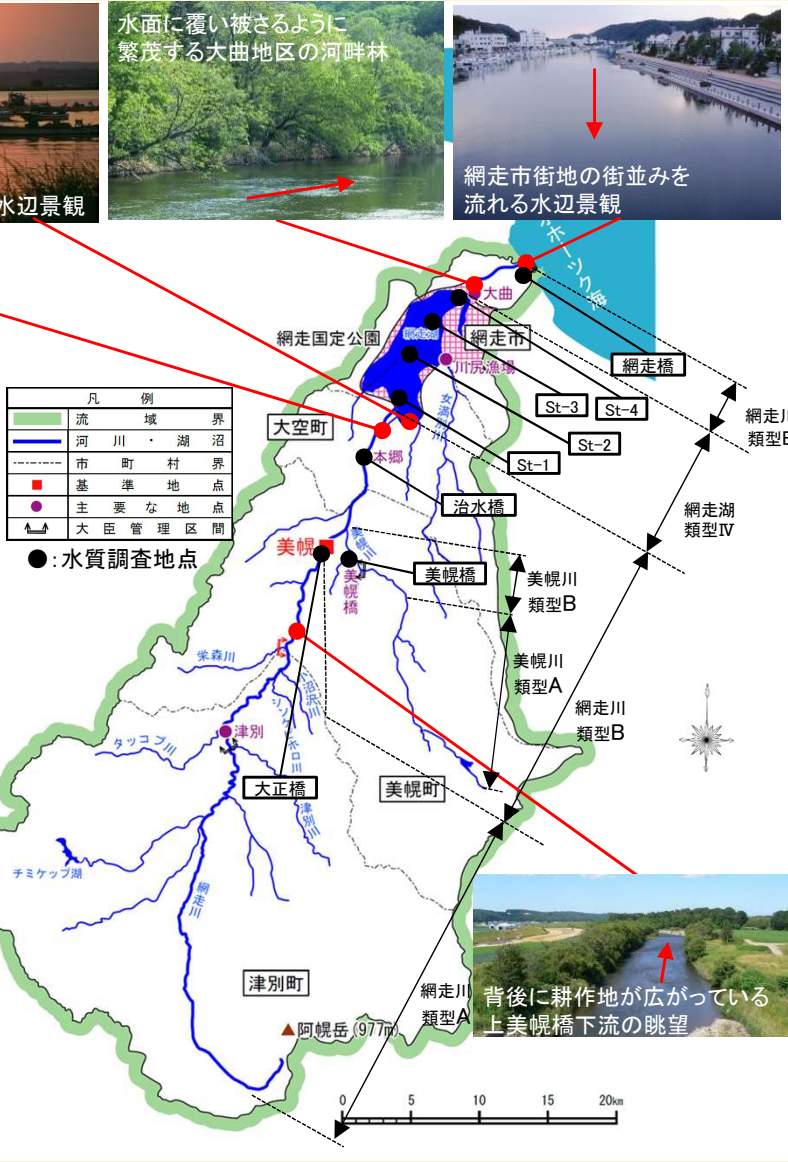 水辺景観
水面に覆い被さるように
繁茂する大曲地区の河畔林
網走市街地の街並みを
流れる水辺景観
ホーツク海
大曲
網走国定公園
網走湖
網走市
川尻漁場
網走橋
St-3
St-4
St-2
St-1
網走川
網走湖
類型Ⅳ
凡例
流域界
河川・湖沼
市町村界
基準地点
主要な地点
大臣管理区間
●:水質調査地点
大空町
女満別川
本郷
治水橋
美幌
美幌川
美幌橋
美幌橋
美幌川
類型B
美幌川
類型A
網走川
類型B
栄森川
津別
タッコブ川
津別川
大正橋
美幌町
チミケップ湖
網走川
津別町
阿幌岳(977m)
網走川
類型A
背後に耕作地が広がっている
上美幌橋下流の眺望
0 5 10 15 20km